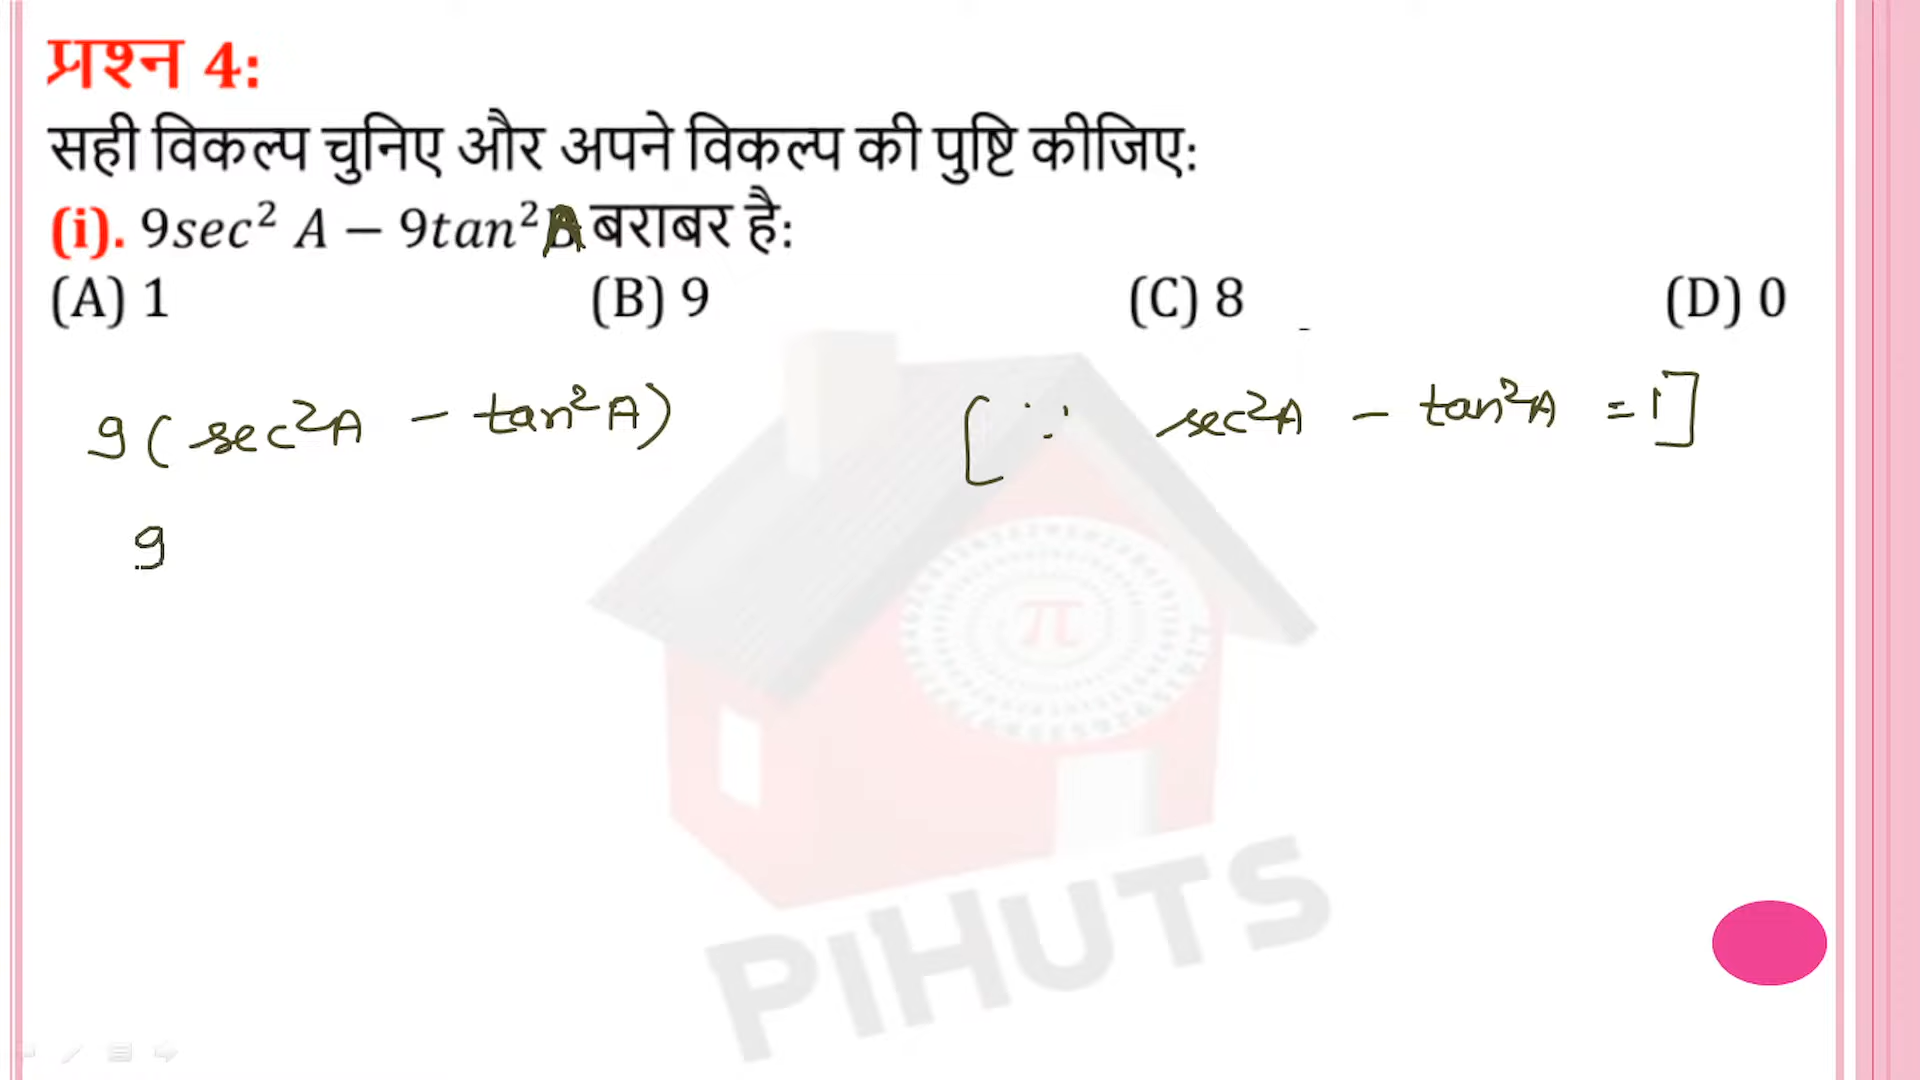 प्रश्न 4:
सही विकल्प चुनिए और अपने विकल्प की पुष्टि कीजिए:
(i). 9sec² A − 9tan²A बराबर है:
(A) 1 (B) 9 (C) 8 (D) 0
9(sec²A − tan²A) [∵ sec²A − tan²A = 1]
9
π
PIHUTS